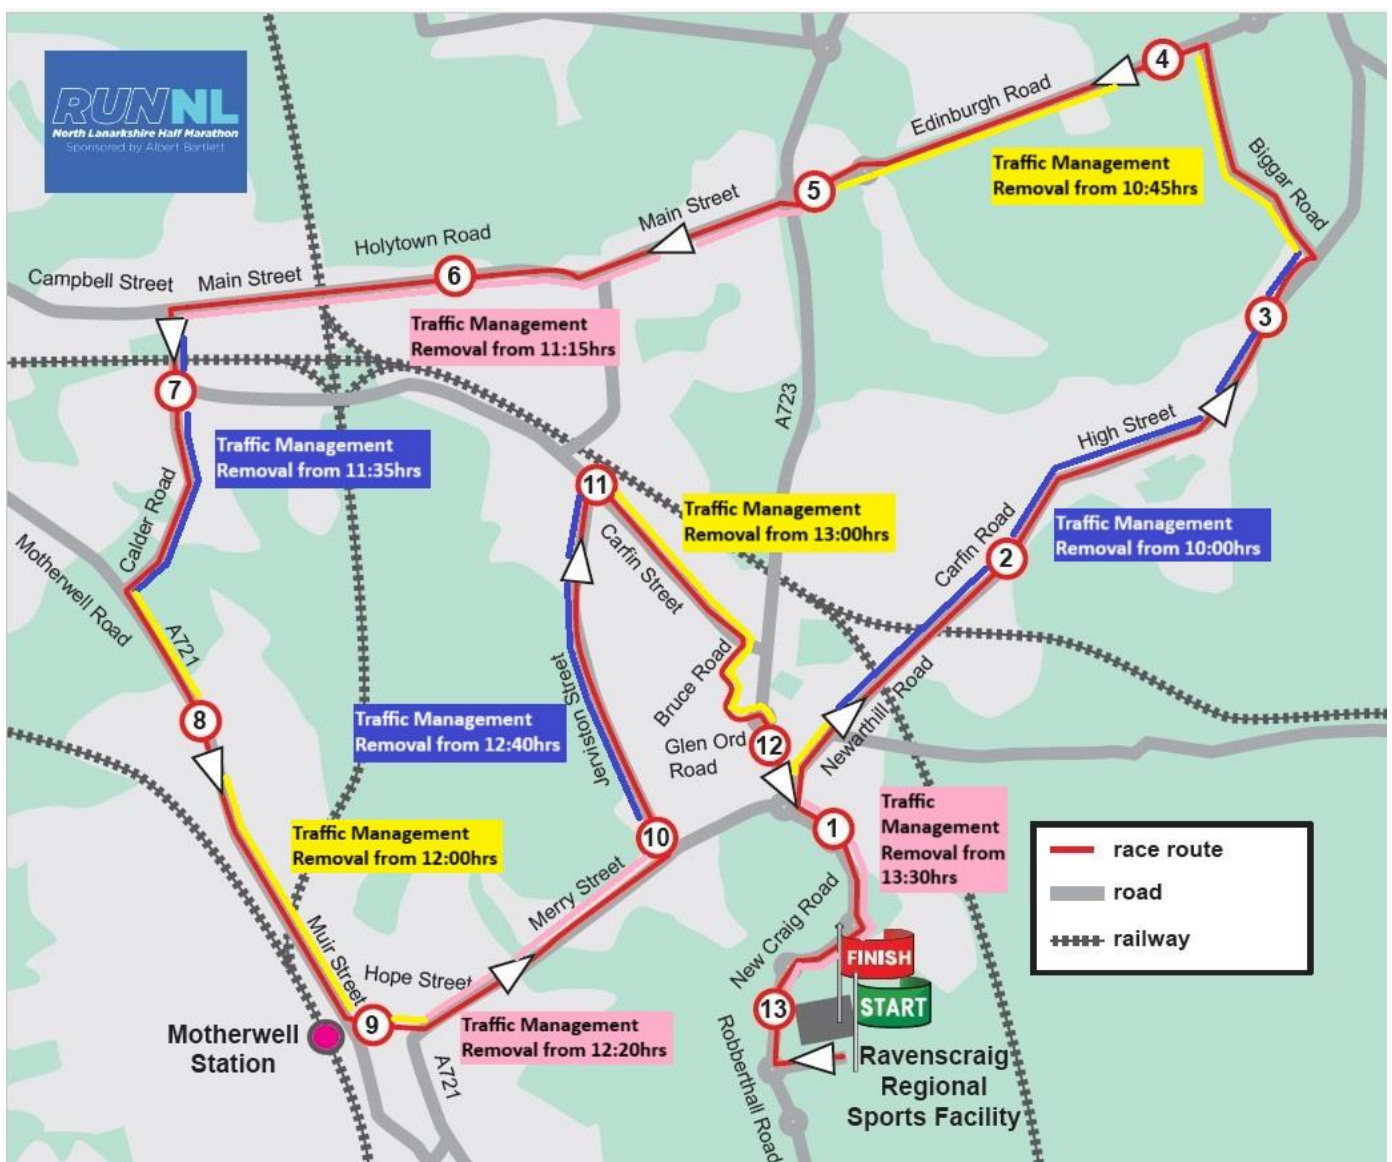 RUNNL
North Lanarkshire Half Marathon
Sponsored by Albert Bartlett
4
Edinburgh Road
Traffic Management
Removal from 10:45hrs
Biggar Road
5
Main Street
Holytown Road
6
Main Street
Campbell Street
Traffic Management
Removal from 11:15hrs
3
7
A723
High Street
Traffic Management
Removal from 11:35hrs
Calder Road
11
Traffic Management
Removal from 13:00hrs
Carfin Road
Traffic Management
Removal from 10:00hrs
2
Motherwell Road
A721
Carfin Street
Bruce Road
Jerviston Street
Newarthill Road
8
Traffic Management
Removal from 12:40hrs
Glen Ord
Road
12
Traffic Management
Removal from 12:00hrs
10
1
Traffic
Management
Removal from
13:30hrs
race route
road
railway
Merry Street
New Craig Road
Muir Street
Hope Street
FINISH
START
13
9
Motherwell
Station
Traffic Management
Removal from 12:20hrs
A721
Robberthall Road
Ravenscraig
Regional
Sports Facility